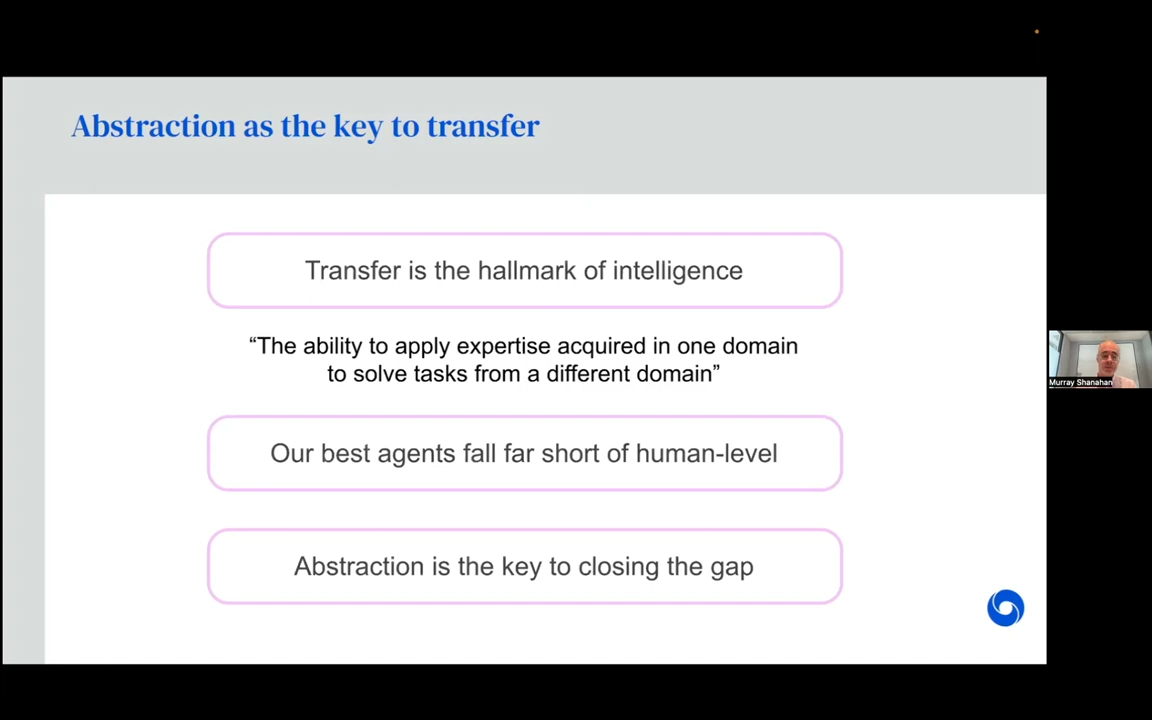 Abstraction as the key to transfer
Transfer is the hallmark of intelligence
“The ability to apply expertise acquired in one domain
to solve tasks from a different domain”
Our best agents fall far short of human-level
Abstraction is the key to closing the gap
Murray Shanahan